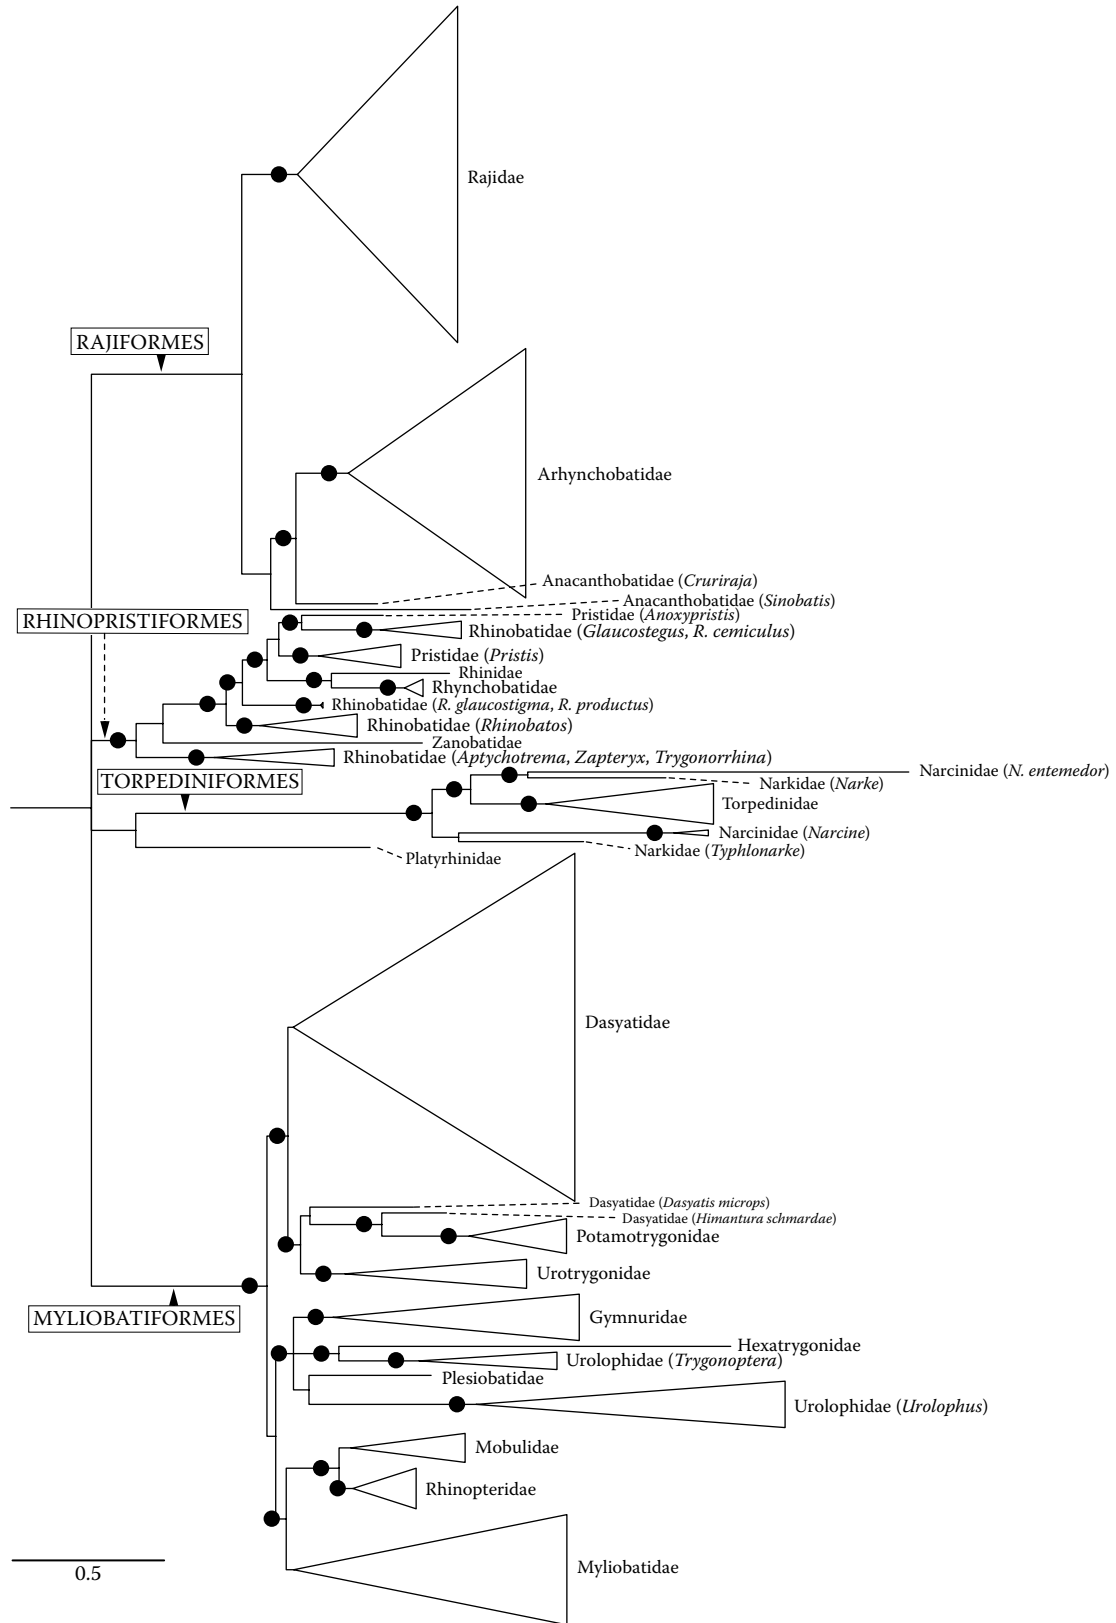 Rajidae
RAJIFORMES
Arhynchobatidae
Anacanthobatidae (Cruriraja)
Anacanthobatidae (Sinobatis)
Pristidae (Anoxypristis)
RHINOPRISTIFORMES
Rhinobatidae (Glaucostegus, R. cemiculus)
Pristidae (Pristis)
Rhinidae
Rhynchobatidae
Rhinobatidae (R. glaucostigma, R. productus)
Rhinobatidae (Rhinobatos)
Zanobatidae
Rhinobatidae (Aptychotrema, Zapteryx, Trygonorrhina)
Narcinidae (N. entemedor)
TORPEDINIFORMES
Narkidae (Narke)
Torpedinidae
Narcinidae (Narcine)
Narkidae (Typhlonarke)
Platyrhinidae
Dasyatidae
Dasyatidae (Dasyatis microps)
Dasyatidae (Himantura schmardae)
Potamotrygonidae
Urotrygonidae
MYLIOBATIFORMES
Gymnuridae
Hexatrygonidae
Urolophidae (Trygonoptera)
Plesiobatidae
Urolophidae (Urolophus)
Mobulidae
Rhinopteridae
Myliobatidae
0.5